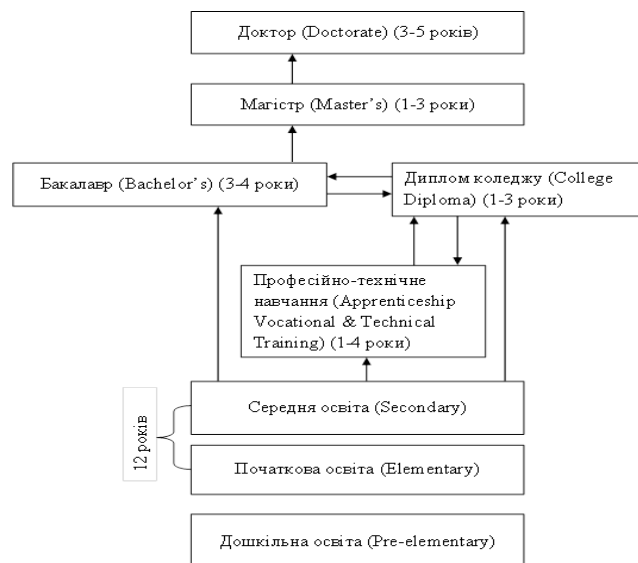 Доктор (Doctorate) (3-5 років)
Магістр (Master's) (1-3 роки)
Бакалавр (Bachelor's) (3-4 роки)
Диплом коледжу (College
Diploma) (1-3 роки)
Професійно-технічне
навчання (Apprenticeship
Vocational & Technical
Training) (1-4 роки)
Середня освіта (Secondary)
12 років
Початкова освіта (Elementary)
Дошкільна освіта (Pre-elementary)